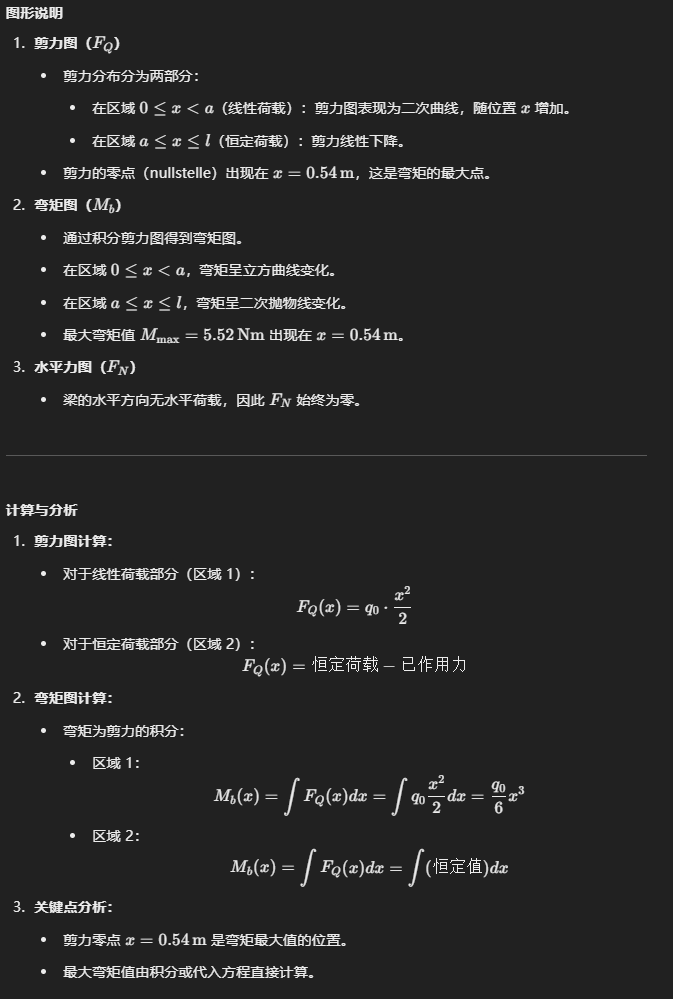 图形说明
1. 剪力图（$F_Q$）
• 剪力分布分为两部分：
• 在区域 $0 \leq x < a$（线性荷载）：剪力图表现为二次曲线，随位置 $x$ 增加。
• 在区域 $a \leq x \leq l$（恒定荷载）：剪力线性下降。
• 剪力的零点（nullstelle）出现在 $x = 0.54\,\mathrm{m}$，这是弯矩的最大点。
2. 弯矩图（$M_b$）
• 通过积分剪力图得到弯矩图。
• 在区域 $0 \leq x < a$，弯矩呈立方曲线变化。
• 在区域 $a \leq x \leq l$，弯矩呈二次抛物线变化。
• 最大弯矩值 $M_{\max} = 5.52\,\mathrm{Nm}$ 出现在 $x = 0.54\,\mathrm{m}$。
3. 水平力图（$F_N$）
• 梁的水平方向无水平荷载，因此 $F_N$ 始终为零。
计算与分析
1. 剪力图计算：
• 对于线性荷载部分（区域 1）：
$F_Q(x) = q_0 \cdot \frac{x^2}{2}$
• 对于恒定荷载部分（区域 2）：
$F_Q(x) = 恒定荷载 - 已作用力$
2. 弯矩图计算：
• 弯矩为剪力的积分：
• 区域 1：
$M_b(x) = \int F_Q(x)dx = \int q_0 \frac{x^2}{2} dx = \frac{q_0}{6} x^3$
• 区域 2：
$M_b(x) = \int F_Q(x)dx = \int (恒定值)dx$
3. 关键点分析：
• 剪力零点 $x = 0.54\,\mathrm{m}$ 是弯矩最大值的位置。
• 最大弯矩值由积分或代入方程直接计算。